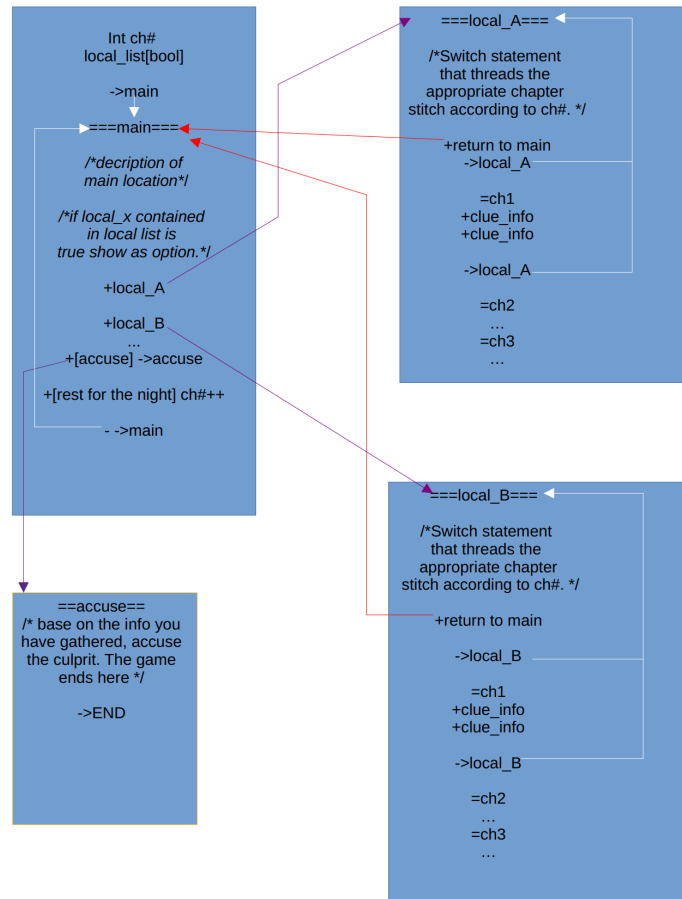 Int ch#
local_list[bool]
->main
===main===
/*decription of
main location*/
/*if local_x contained
in local list is
true show as option.*/
+local_A
+local_B
...
+[accuse] ->accuse
+[rest for the night] ch#++
- ->main
==accuse==
/* base on the info you
have gathered, accuse
the culprit. The game
ends here */
->END
===local_A===
/*Switch statement
that threads the
appropriate chapter
stitch according to ch#. */
+return to main
->local_A
=ch1
+clue_info
+clue_info
->local_A
=ch2
...
=ch3
...
===local_B===
/*Switch statement
that threads the
appropriate chapter
stitch according to ch#. */
+return to main
->local_B
=ch1
+clue_info
+clue_info
->local_B
=ch2
...
=ch3
...